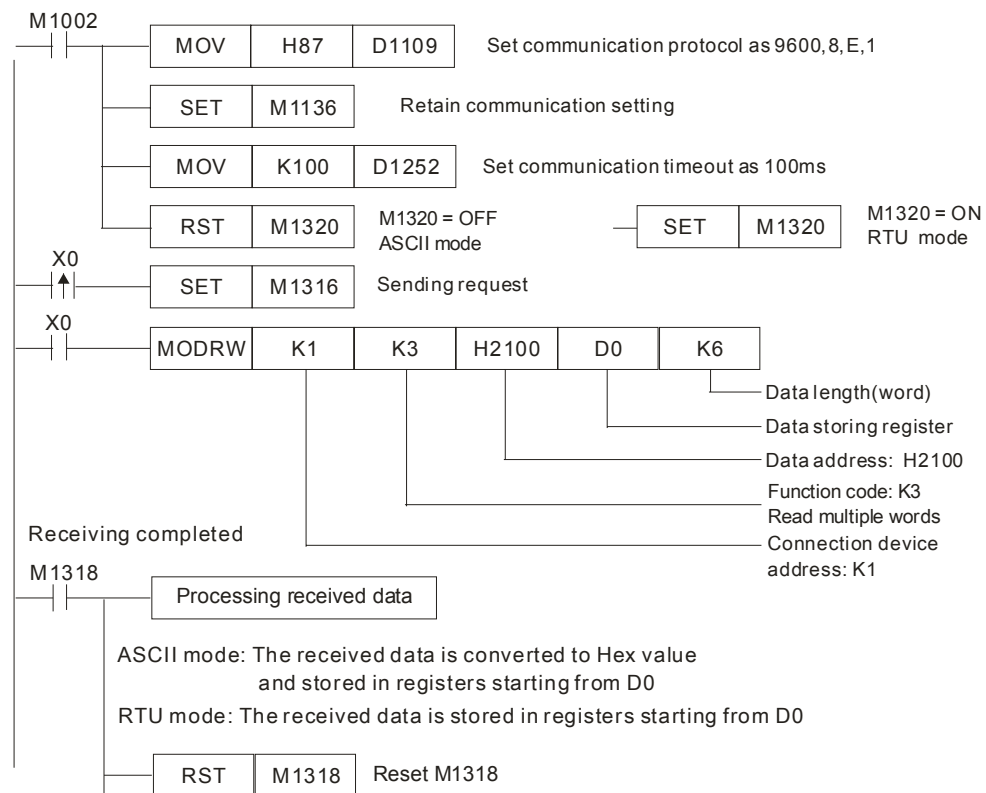 M1002
MOV H87 D1109 Set communication protocol as 9600,8,E,1
SET M1136 Retain communication setting
MOV K100 D1252 Set communication timeout as 100ms
RST M1320 M1320 = OFF
ASCII mode
SET M1320 M1320 = ON
RTU mode
X0
SET M1316 Sending request
X0
MODRW K1 K3 H2100 D0 K6
Data length(word)
Data storing register
Data address: H2100
Function code: K3
Read multiple words
Connection device
address: K1
Receiving completed
M1318
Processing received data
ASCII mode: The received data is converted to Hex value
and stored in registers starting from D0
RTU mode: The received data is stored in registers starting from D0
RST M1318 Reset M1318